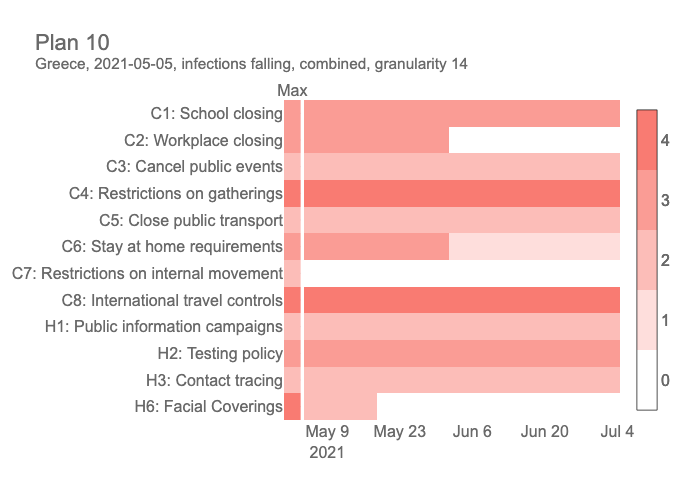 Plan 10
Greece, 2021-05-05, infections falling, combined, granularity 14
Max
C1: School closing
C2: Workplace closing
C3: Cancel public events
C4: Restrictions on gatherings
C5: Close public transport
C6: Stay at home requirements
C7: Restrictions on internal movement
C8: International travel controls
H1: Public information campaigns
H2: Testing policy
H3: Contact tracing
H6: Facial Coverings
May 9 May 23 Jun 6 Jun 20 Jul 4
2021
4
3
2
1
0